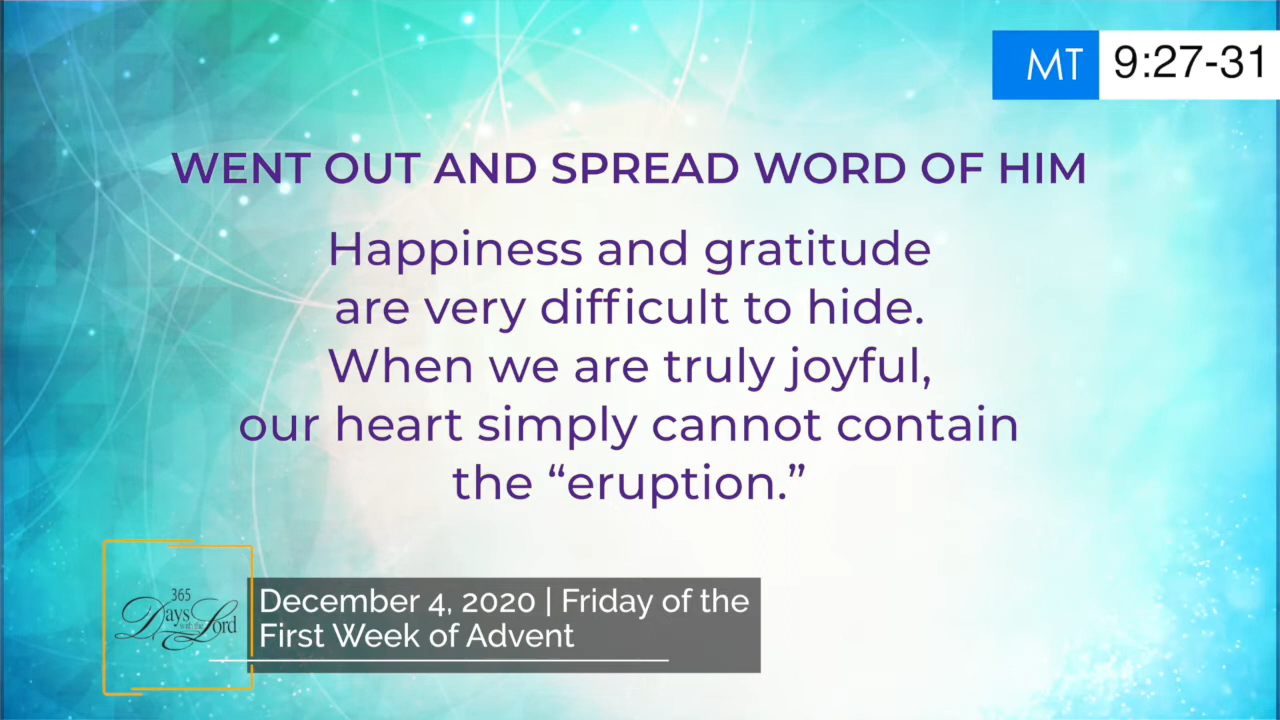 MT 9:27-31
WENT OUT AND SPREAD WORD OF HIM
Happiness and gratitude
are very difficult to hide.
When we are truly joyful,
our heart simply cannot contain
the “eruption.”
365
Days with the Lord
December 4, 2020 | Friday of the
First Week of Advent